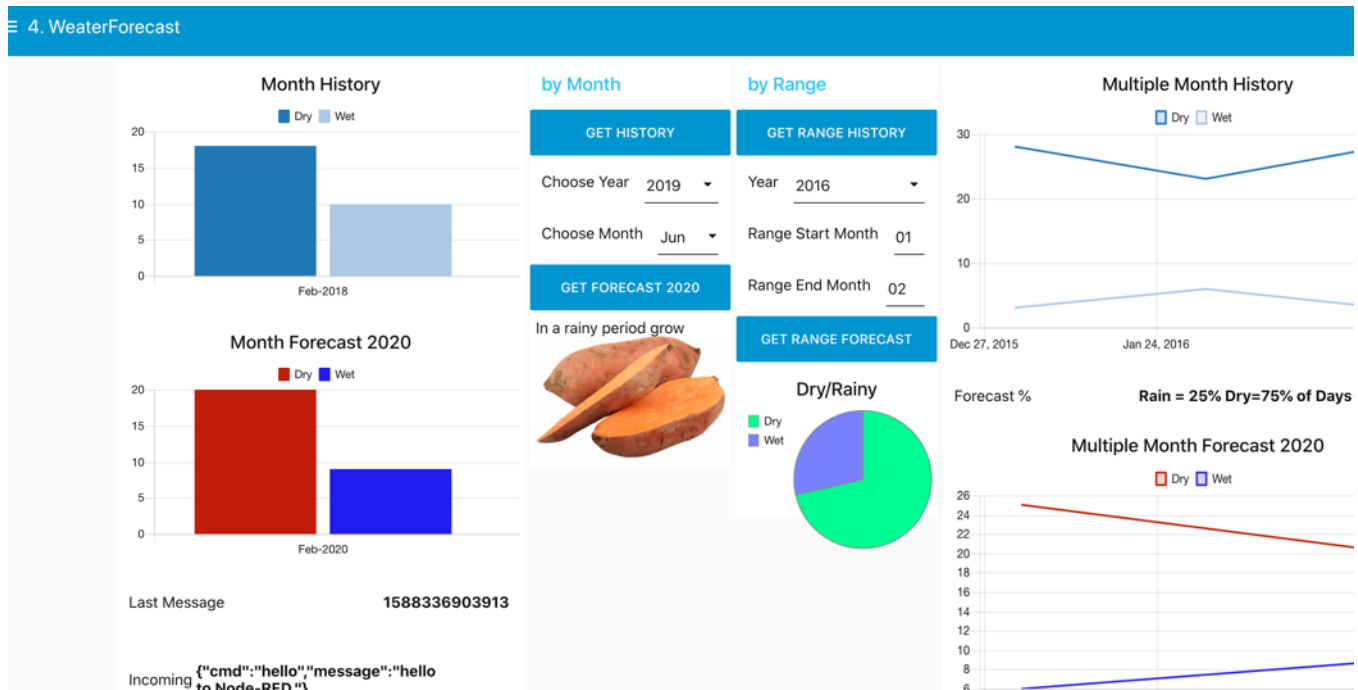 4. WeaterForecast
Month History
Dry Wet
20
15
10
5
0
Feb-2018
Month Forecast 2020
Dry Wet
20
15
10
5
0
Feb-2020
Last Message 1588336903913
Incoming {"cmd":"hello","message":"hello
to Node-RED "}
by Month
GET HISTORY
Choose Year 2019
Choose Month Jun
GET FORECAST 2020
In a rainy period grow
by Range
GET RANGE HISTORY
Year 2016
Range Start Month 01
Range End Month 02
GET RANGE FORECAST
Dry/Rainy
Dry
Wet
Multiple Month History
Dry Wet
30
20
10
0
Dec 27, 2015 Jan 24, 2016
Forecast % Rain = 25% Dry=75% of Days
Multiple Month Forecast 2020
Dry Wet
26
24
22
20
18
16
14
12
10
8
6